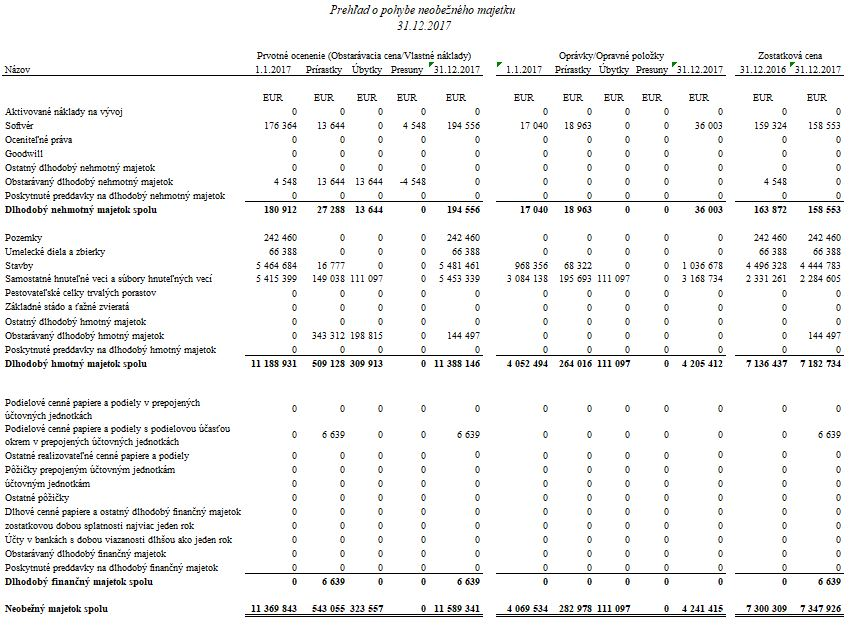 Prehľad o pohybe neobežného majetku
31.12.2017
Prvotné ocenenie (Obstarávacia cena/Vlastné náklady) Oprávky/Opravné položky Zostatková cena
Názov 1.1.2017 Prírastky Úbytky Presuny 31.12.2017 1.1.2017 Prírastky Úbytky Presuny 31.12.2017 31.12.2016 31.12.2017
EUR EUR EUR EUR EUR EUR EUR EUR EUR EUR EUR EUR
Aktivované náklady na vývoj 0 0 0 0 0 0 0 0 0 0 0 0
Softvér 176 364 13 644 0 4 548 194 556 17 040 18 963 0 0 36 003 159 324 158 553
Oceniteľné práva 0 0 0 0 0 0 0 0 0 0 0 0
Goodwill 0 0 0 0 0 0 0 0 0 0 0 0
Ostatný dlhodobý nehmotný majetok 0 0 0 0 0 0 0 0 0 0 0 0
Obstarávaný dlhodobý nehmotný majetok 4 548 13 644 13 644 -4 548 0 0 0 0 0 0 4 548 0
Poskytnuté preddavky na dlhodobý nehmotný majetok 0 0 0 0 0 0 0 0 0 0 0 0
Dlhodobý nehmotný majetok spolu 180 912 27 288 13 644 0 194 556 17 040 18 963 0 0 36 003 163 872 158 553
Pozemky 242 460 0 0 0 242 460 0 0 0 0 0 242 460 242 460
Umelecké diela a zbierky 66 388 0 0 0 66 388 0 0 0 0 0 66 388 66 388
Stavby 5 464 684 16 777 0 0 5 481 461 968 356 68 322 0 0 1 036 678 4 496 328 4 444 783
Samostatné hnuteľné veci a súbory hnuteľných vecí 5 415 399 149 038 111 097 0 5 453 339 3 084 138 195 693 111 097 0 3 168 734 2 331 261 2 284 605
Pestovateľské celky trvalých porastov 0 0 0 0 0 0 0 0 0 0 0 0
Základné stádo a ťažné zvieratá 0 0 0 0 0 0 0 0 0 0 0 0
Ostatný dlhodobý hmotný majetok 0 0 0 0 0 0 0 0 0 0 0 0
Obstarávaný dlhodobý hmotný majetok 0 343 312 198 815 0 144 497 0 0 0 0 0 0 144 497
Poskytnuté preddavky na dlhodobý hmotný majetok 0 0 0 0 0 0 0 0 0 0 0 0
Dlhodobý hmotný majetok spolu 11 188 931 509 128 309 913 0 11 388 146 4 052 494 264 016 111 097 0 4 205 412 7 136 437 7 182 734
Podielové cenné papiere a podiely v prepojených
účtovných jednotkách 0 0 0 0 0 0 0 0 0 0 0 0
Podielové cenné papiere a podiely s podielovou účasťou
okrem v prepojených účtovných jednotkách 0 6 639 0 0 6 639 0 0 0 0 0 0 6 639
Ostatné realizovateľné cenné papiere a podiely 0 0 0 0 0 0 0 0 0 0 0 0
Pôžičky prepojeným účtovným jednotkám 0 0 0 0 0 0 0 0 0 0 0 0
účtovným jednotkám 0 0 0 0 0 0 0 0 0 0 0 0
Ostatné pôžičky 0 0 0 0 0 0 0 0 0 0 0 0
Dlhové cenné papiere a ostatný dlhodobý finančný majetok 0 0 0 0 0 0 0 0 0 0 0 0
zostatkovou dobou splatnosti najviac jeden rok 0 0 0 0 0 0 0 0 0 0 0 0
Účty v bankách s dobou viazanosti dlhšou ako jeden rok 0 0 0 0 0 0 0 0 0 0 0 0
Obstarávaný dlhodobý finančný majetok 0 0 0 0 0 0 0 0 0 0 0 0
Poskytnuté preddavky na dlhodobý finančný majetok 0 0 0 0 0 0 0 0 0 0 0 0
Dlhodobý finančný majetok spolu 0 6 639 0 0 6 639 0 0 0 0 0 0 6 639
Neobežný majetok spolu 11 369 843 543 055 323 557 0 11 589 341 4 069 534 282 978 111 097 0 4 241 415 7 300 309 7 347 926